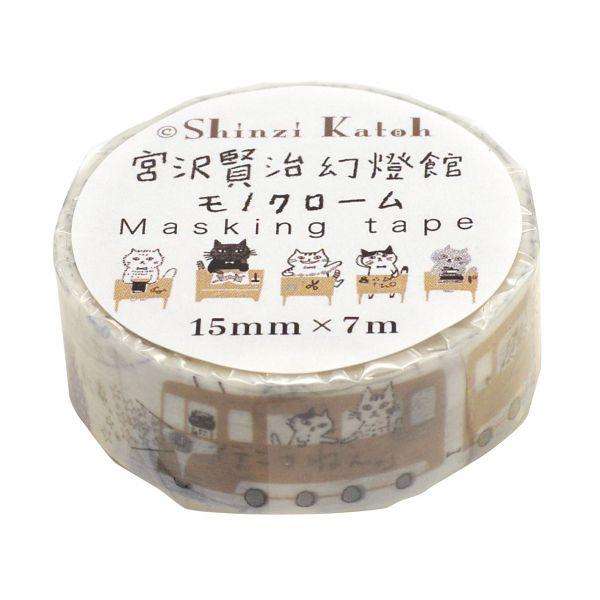 ©Shinzi Katoh
宮沢賢治幻燈館
モノクローム
Masking tape
15mm×7m